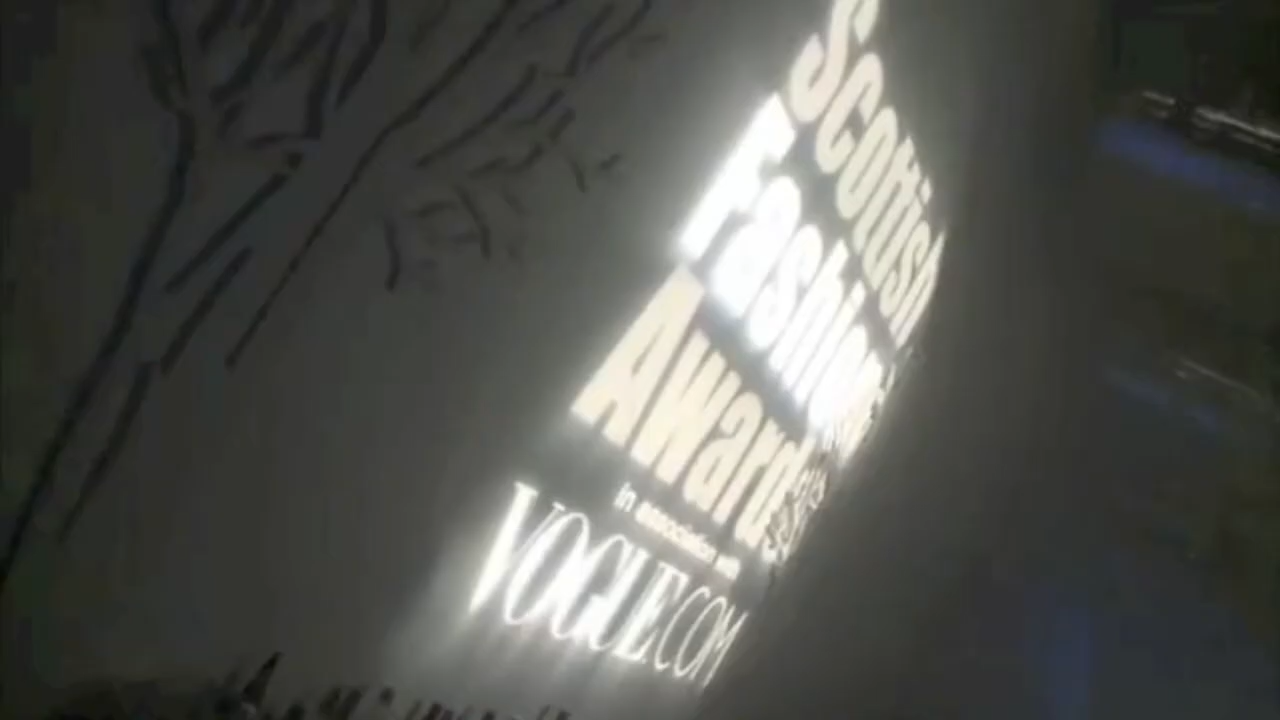 Scottish
Fashion
Awards
in association with
VOGUE.COM